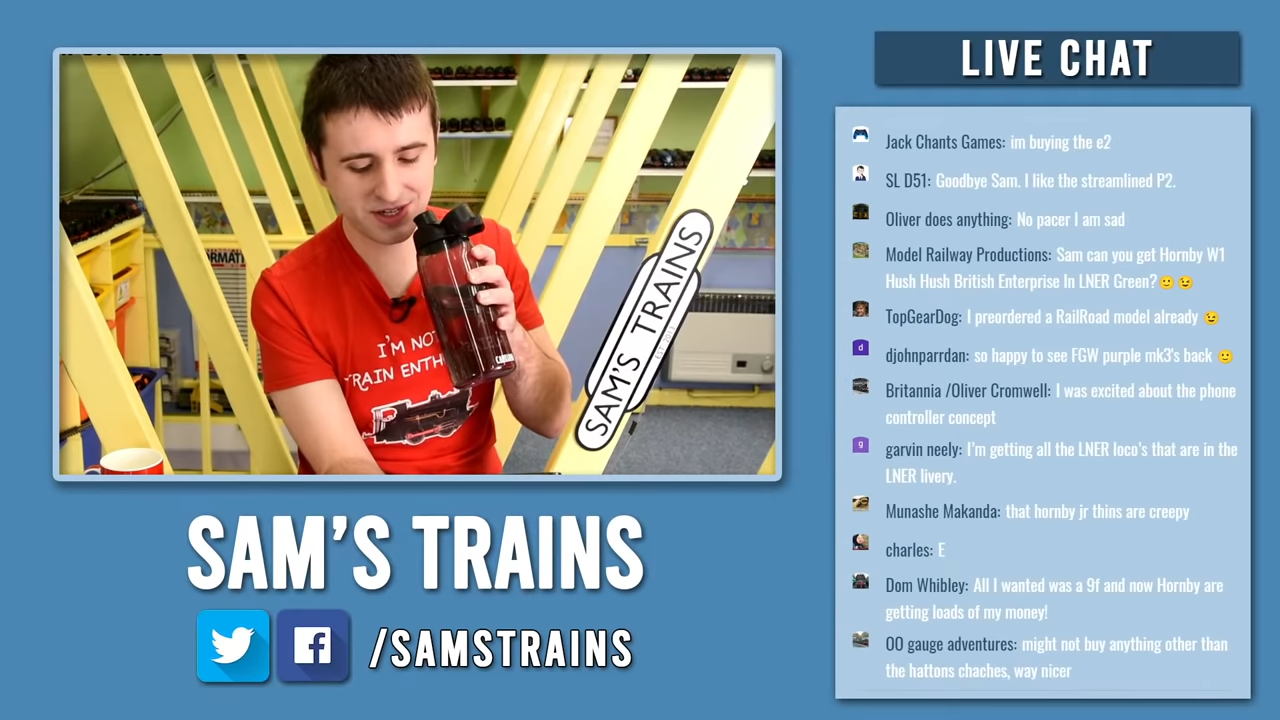 LIVE CHAT
Jack Chants Games: im buying the e2
SL D51: Goodbye Sam. I like the streamlined P2.
Oliver does anything: No pacer I am sad
Model Railway Productions: Sam can you get Hornby W1
Hush Hush British Enterprise In LNER Green?🙂😉
TopGearDog: I preordered a RailRoad model already 😉
d
djohnparrdan: so happy to see FGW purple mk3's back 🙂
Britannia /Oliver Cromwell: I was excited about the phone
controller concept
g
garvin neely: I'm getting all the LNER loco's that are in the
LNER livery.
Munashe Makanda: that hornby jr thins are creepy
charles: E
Dom Whibley: All I wanted was a 9f and now Hornby are
getting loads of my money!
OO gauge adventures: might not buy anything other than
the hattons chaches, way nicer
I'M NOT
TRAIN ENTH
SAM'S TRAINS
EST. 2013
SAM'S TRAINS
/SAMSTRAINS